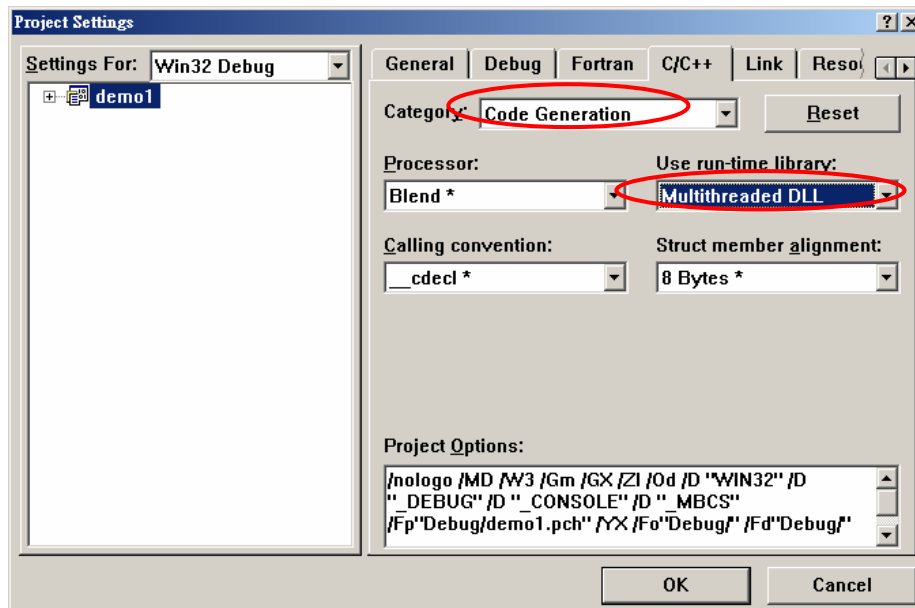 Project Settings
Settings For: Win32 Debug
demo1
General Debug Fortran C/C++ Link Resou
Category: Code Generation
Reset
Processor: Use run-time library:
Blend * Multithreaded DLL
Calling convention: Struct member alignment:
__cdecl * 8 Bytes *
Project Options:
/nologo /MD /W3 /Gm /GX /ZI /Od /D "WIN32" /D
"_DEBUG" /D "_CONSOLE" /D "_MBCS"
/Fp"Debug/demo1.pch" /YX /Fo"Debug/" /Fd"Debug/"
OK Cancel